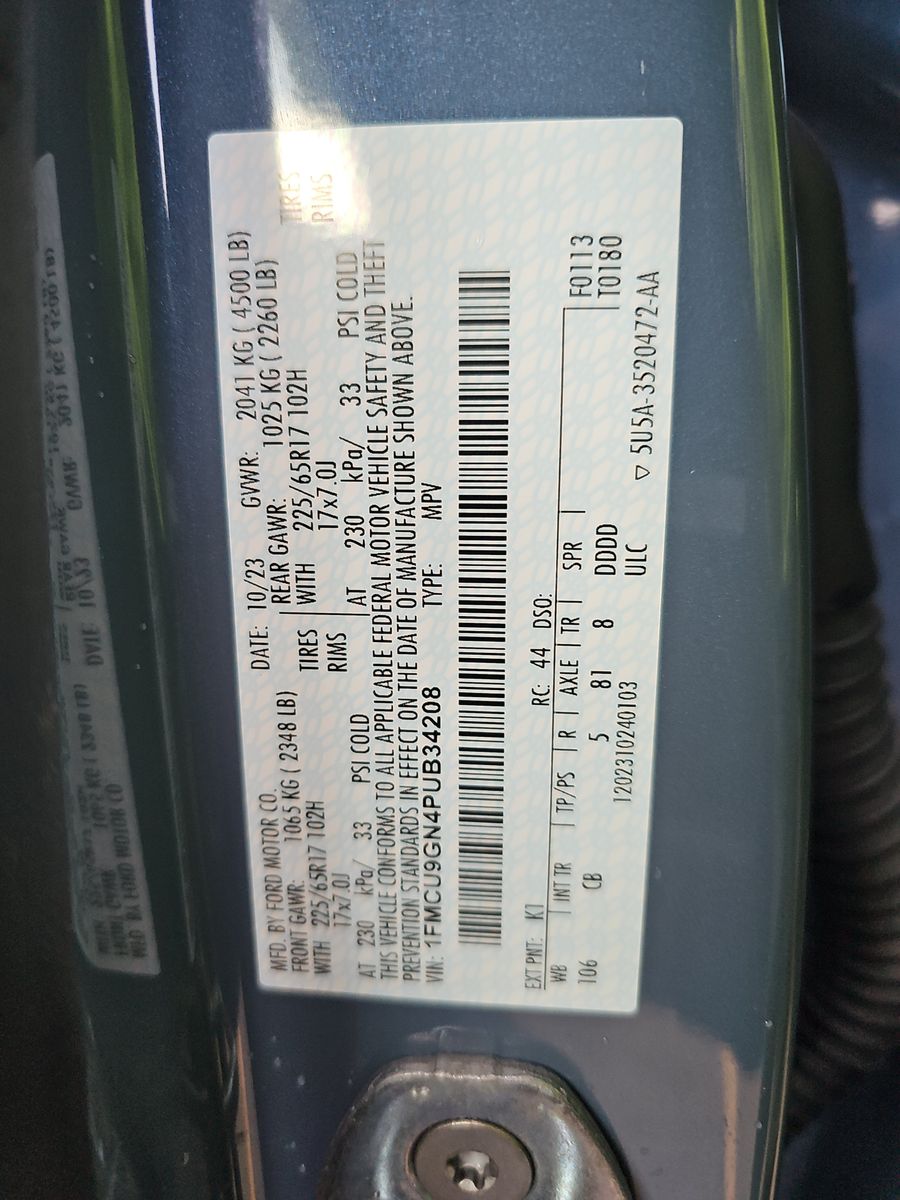 MFD. BY FORD MOTOR CO. DATE: 10/23 GVWR: 2041 KG ( 4500 LB)
FRONT GAWR: 1065 KG ( 2348 LB) REAR GAWR: 1025 KG ( 2260 LB)
WITH 225/65R17 102H TIRES WITH 225/65R17 102H TIRES
17x7.0J RIMS 17x7.0J RIMS
AT 230 kPa/ 33 PSI COLD AT 230 kPa/ 33 PSI COLD
THIS VEHICLE CONFORMS TO ALL APPLICABLE FEDERAL MOTOR VEHICLE SAFETY AND THEFT
PREVENTION STANDARDS IN EFFECT ON THE DATE OF MANUFACTURE SHOWN ABOVE.
VIN: 1FMCU9GN4PUB34208 TYPE: MPV
F0113
T0180
EXT PNT: K1 RC: 44 DSO:
WB INT TR TP/PS R AXLE TR SPR
106 CB 5 81 8 DDDD
ULC
1202310240103 ▽ 5U5A-3520472-AA